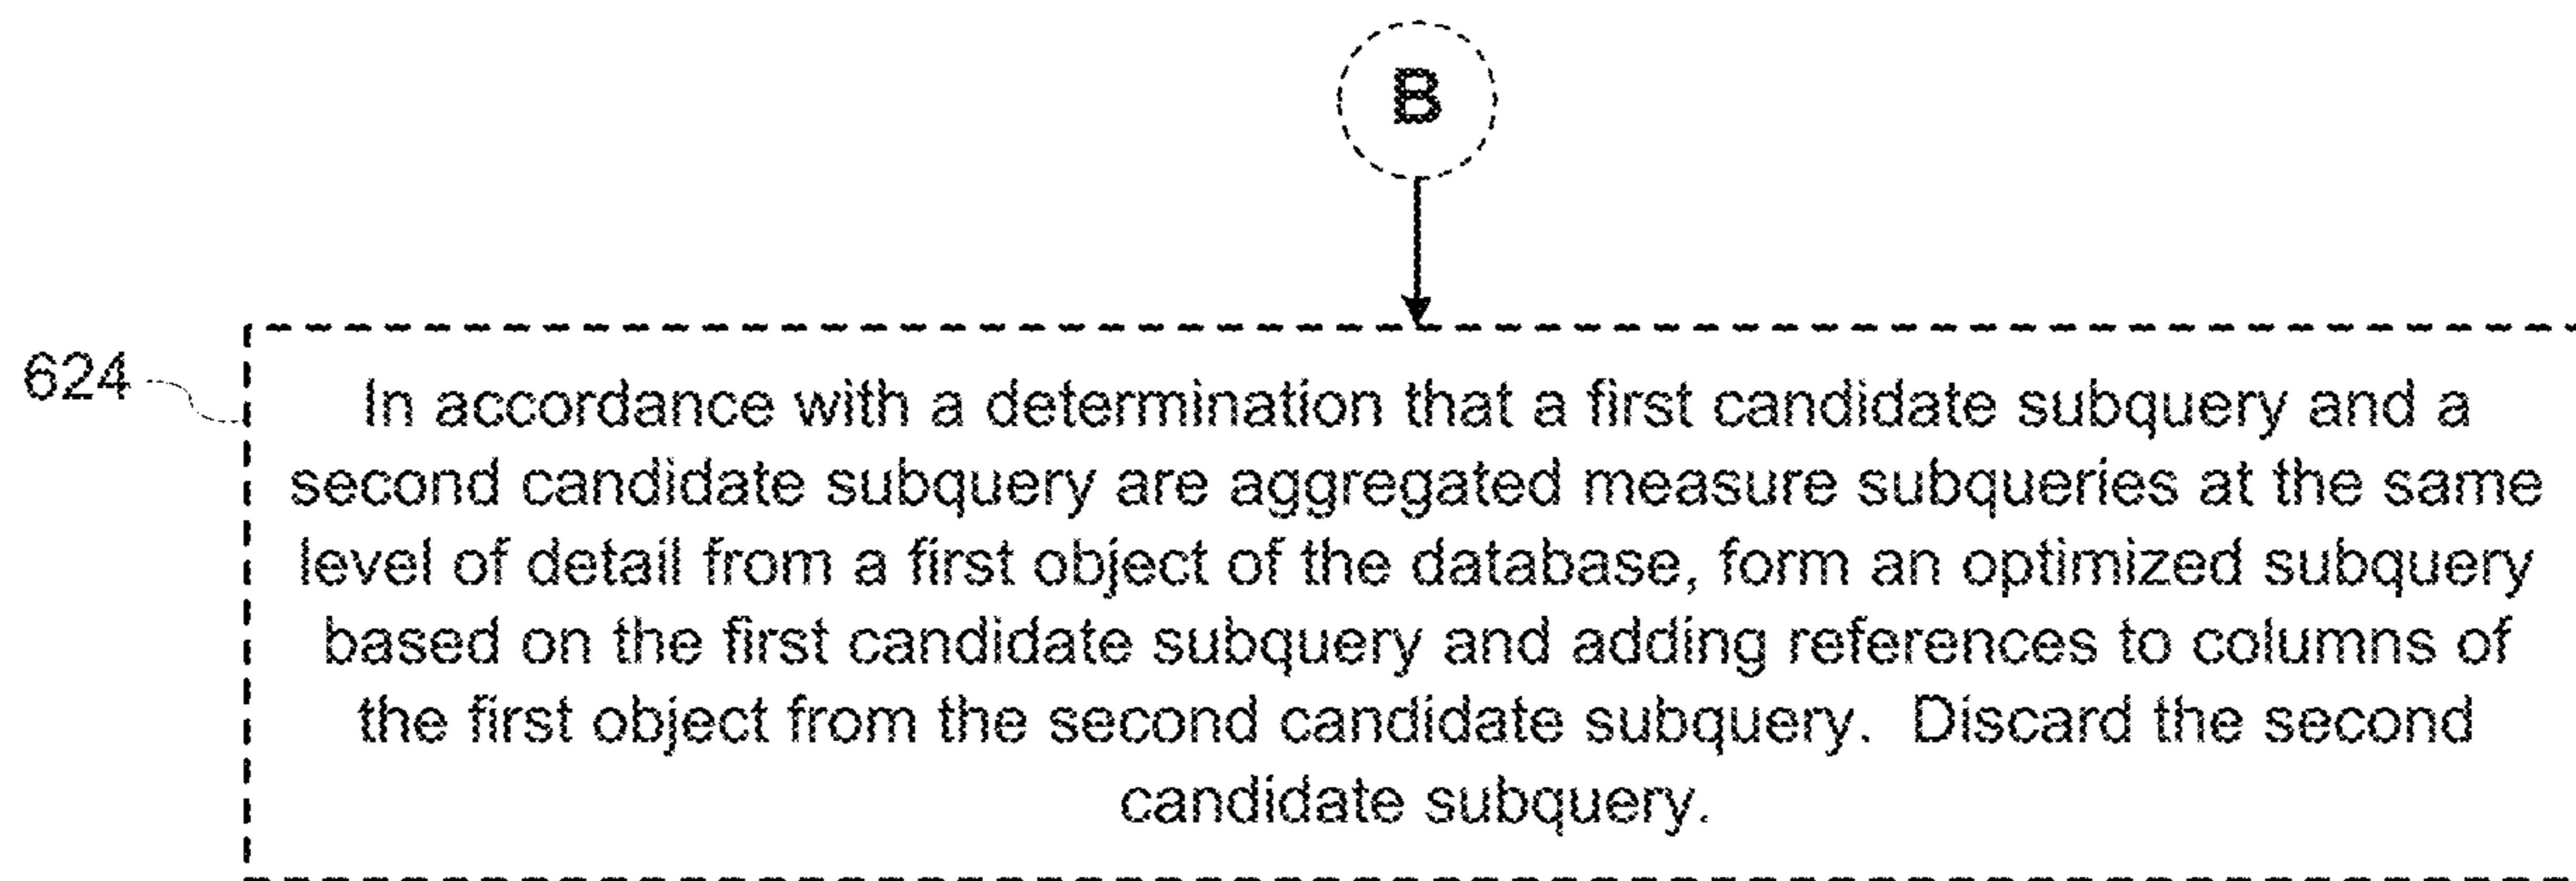 B
624
In accordance with a determination that a first candidate subquery and a
second candidate subquery are aggregated measure subqueries at the same
level of detail from a first object of the database, form an optimized subquery
based on the first candidate subquery and adding references to columns of
the first object from the second candidate subquery.  Discard the second
candidate subquery.